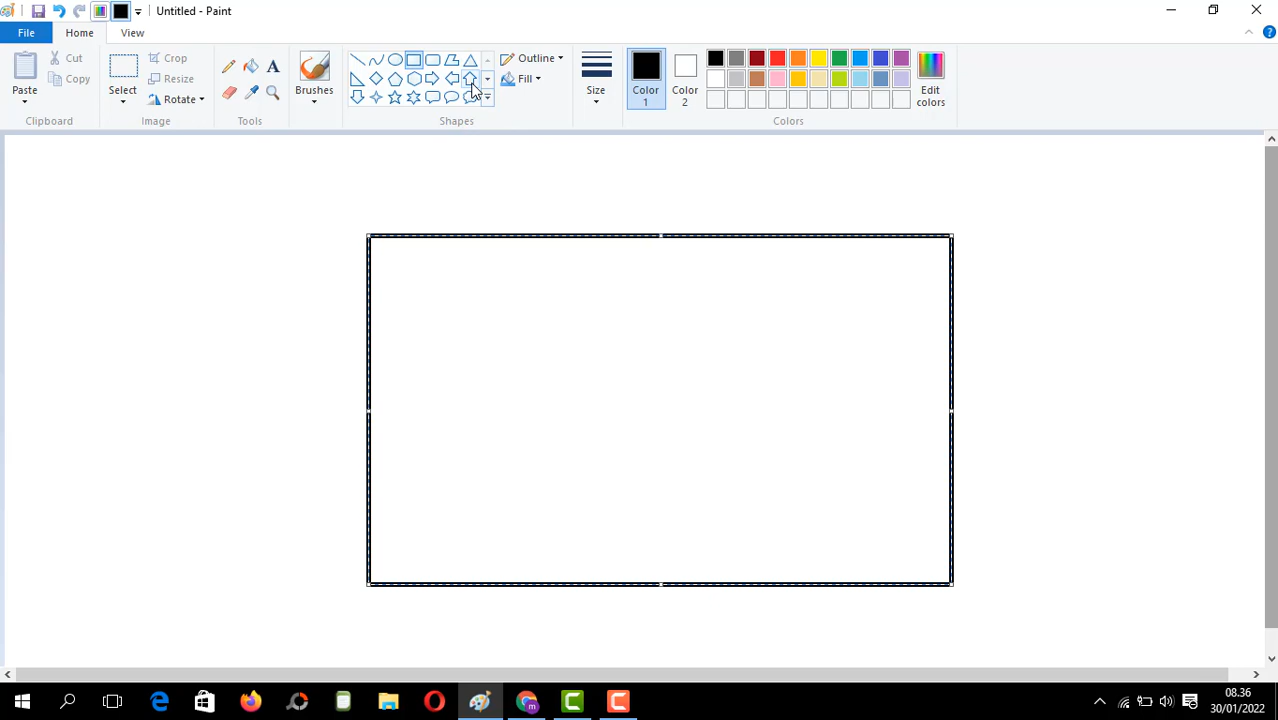 Untitled - Paint
File Home View
Paste
Cut
Copy
Clipboard
Select
Crop
Resize
Rotate
Image
A
Tools
Brushes
Shapes
Outline
Fill
Size
Color 1
Color 2
Edit colors
Colors
08.36
30/01/2022